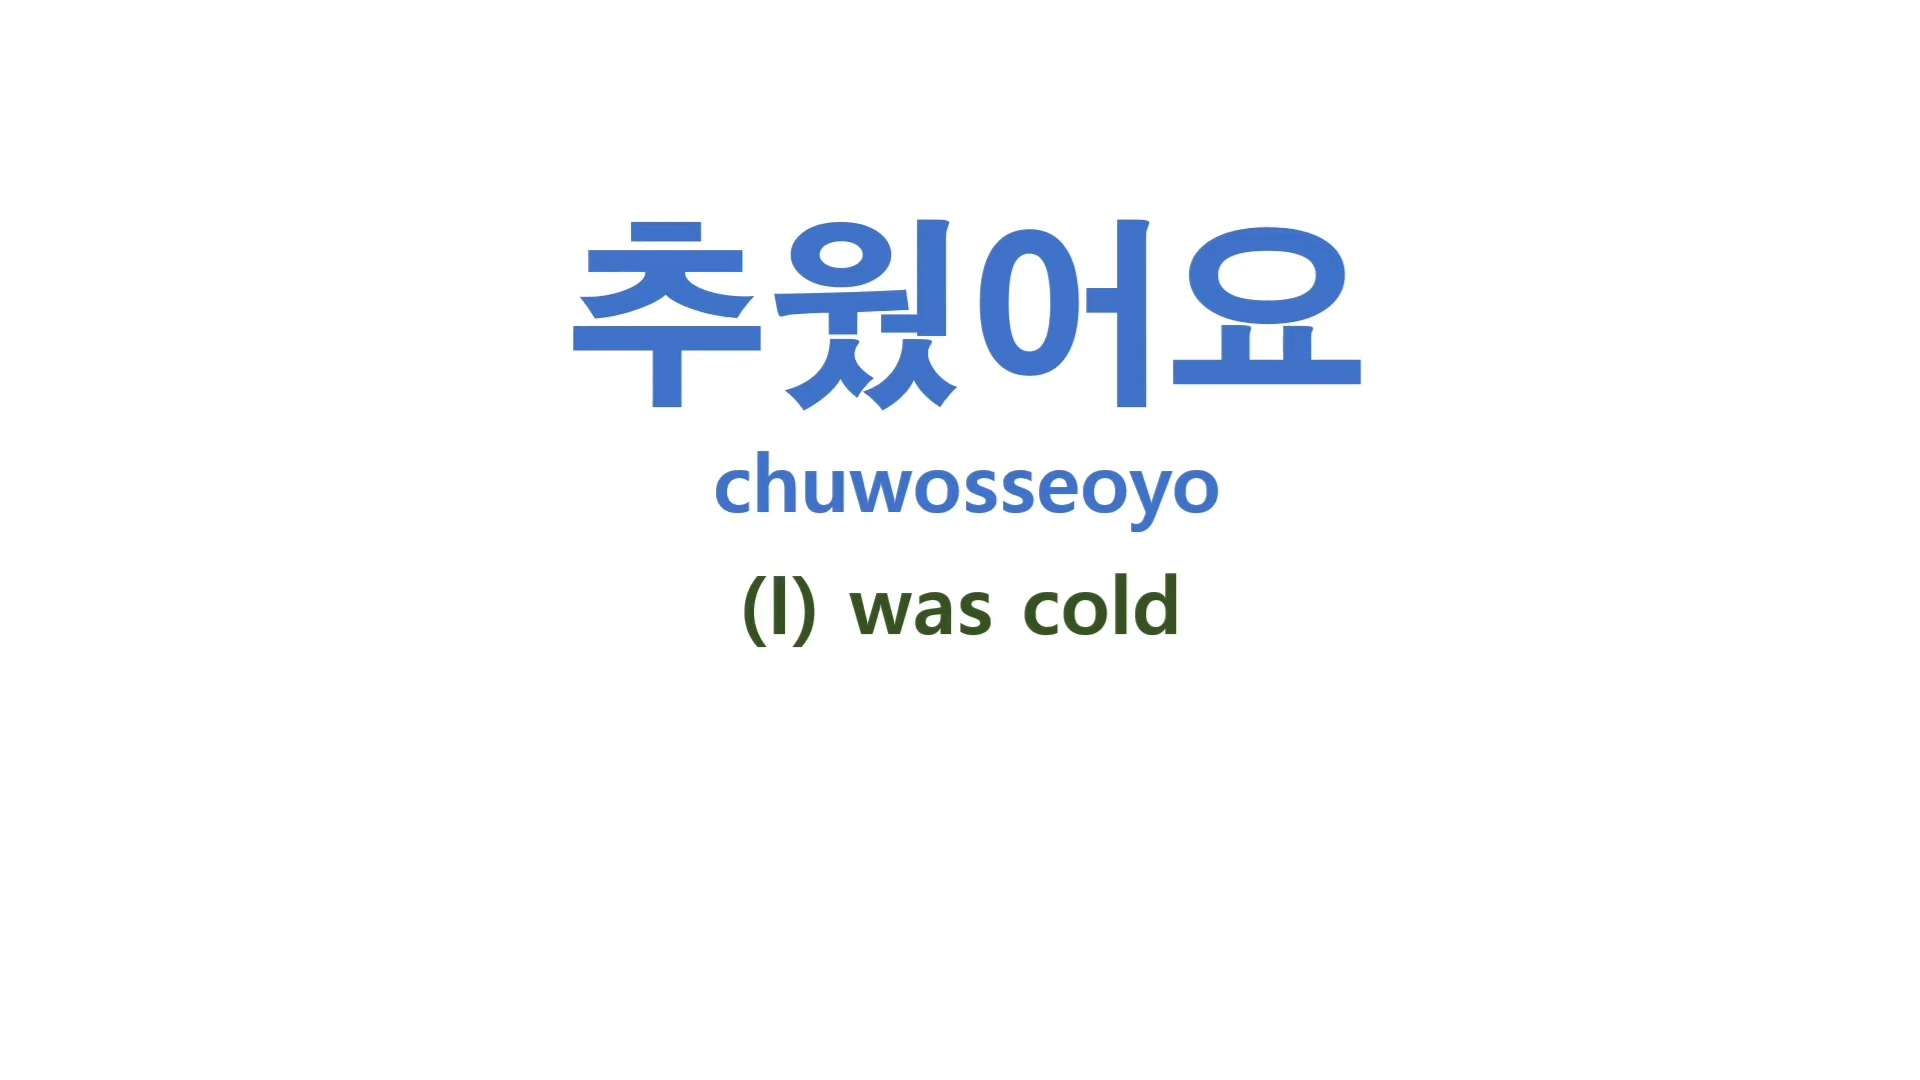 추웠어요
chuwosseoyo
(I) was cold